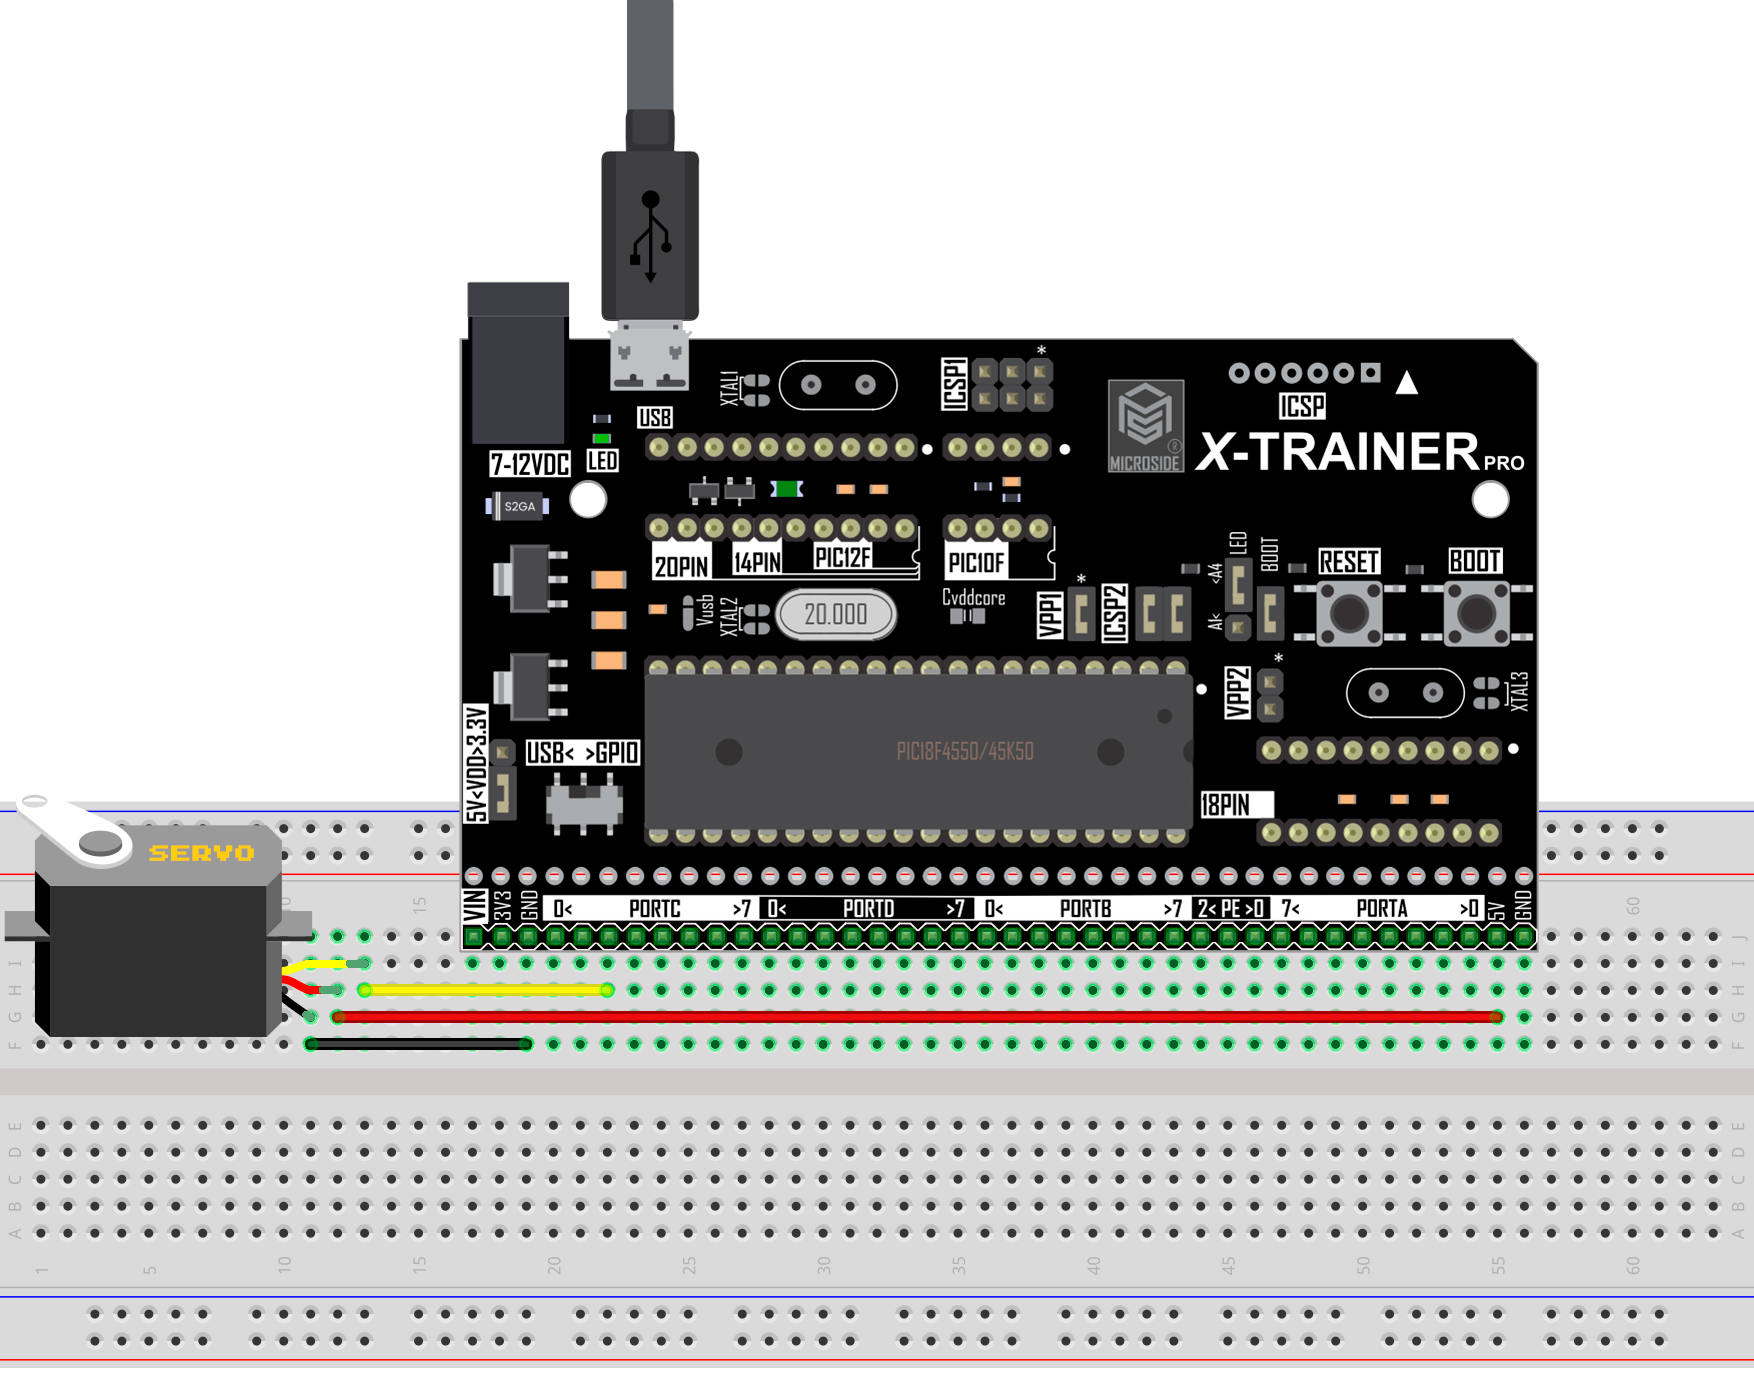 XTAL1
ICSP1
*
ICSP
USB
X-TRAINER PRO
MICROSIDE
®
7-12VDC
LED
S2GA
20PIN
14PIN
PIC12F
PIC10F
LED
<A4
BOOT
RESET
BOOT
Vusb
XTAL2
20.000
Cvddcore
VPP1
*
ICSP2
AK
VPP2
*
XTAL3
5V<VDD>3.3V
USB< >GPIO
PIC18F4550/45K50
18PIN
SERVO
VIN
3V3
GND
0< PORTC >7
0< PORTD >7
0< PORTB >7
2< PE >0
7< PORTA >0
5V
GND
15
60
J
I
I
H
H
G
G
F
F
E
E
D
D
C
C
B
B
A
A
1
5
10
15
20
25
30
35
40
45
50
55
60